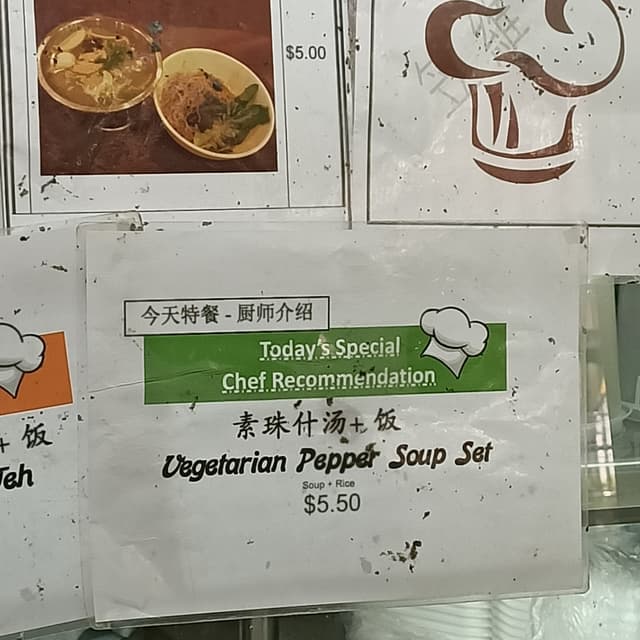 $5.00
今天特餐 - 厨师介绍
Today's Special
Chef Recommendation
素珠什汤+ 饭
Vegetarian Pepper Soup Set
Soup + Rice
$5.50
+ 饭
Teh